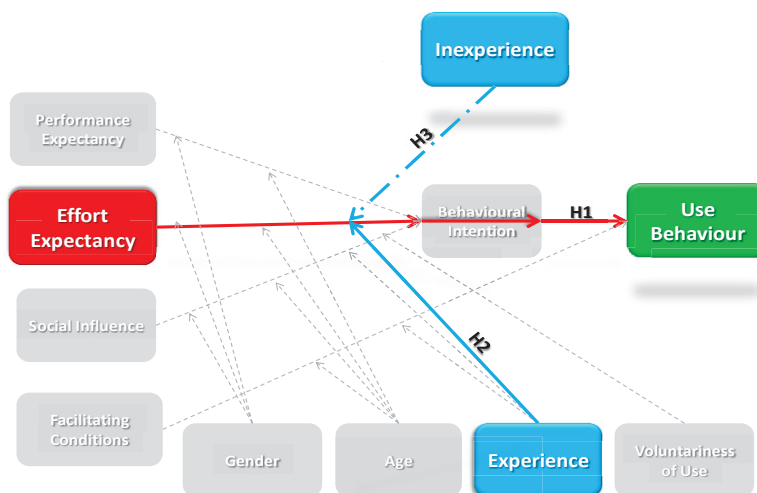 Inexperience
Performance
Expectancy
H3
Effort
Expectancy
Behavioural
Intention
H1
Use
Behaviour
Social Influence
H2
Facilitating
Conditions
Gender
Age
Experience
Voluntariness
of Use